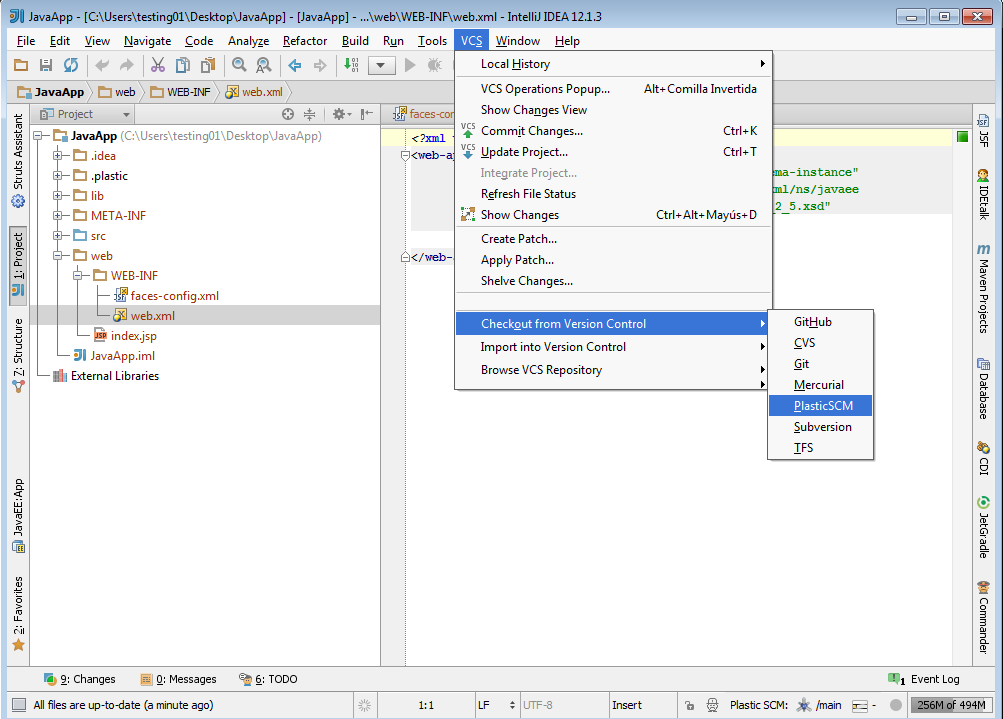 JavaApp - [C:\Users\testing01\Desktop\JavaApp] - [JavaApp] - ...\web\WEB-INF\web.xml - IntelliJ IDEA 12.1.3
File Edit View Navigate Code Analyze Refactor Build Run Tools VCS Window Help
JavaApp web WEB-INF web.xml
Project
faces-con
Struts Assistant
1: Project
Z: Structure
JavaEE:App
2: Favorites
JavaApp (C:\Users\testing01\Desktop\JavaApp)
.idea
.plastic
lib
META-INF
src
web
WEB-INF
faces-config.xml
web.xml
index.jsp
JavaApp.iml
External Libraries
<?xml
<web-ap
ema-instance"
xml/ns/javaee
_2_5.xsd"
</web-
Local History
VCS Operations Popup... Alt+Comilla Invertida
Show Changes View
VCS Commit Changes... Ctrl+K
VCS Update Project... Ctrl+T
Integrate Project...
Refresh File Status
Show Changes Ctrl+Alt+Mayús+D
Create Patch...
Apply Patch...
Shelve Changes...
Checkout from Version Control
Import into Version Control
Browse VCS Repository
GitHub
CVS
Git
Mercurial
PlasticSCM
Subversion
TFS
JSF
IDEtalk
Maven Projects
Database
CDI
JetGradle
Commander
9: Changes 0: Messages 6: TODO 1 Event Log
All files are up-to-date (a minute ago) 1:1 LF UTF-8 Insert Plastic SCM: /main - 256M of 494M